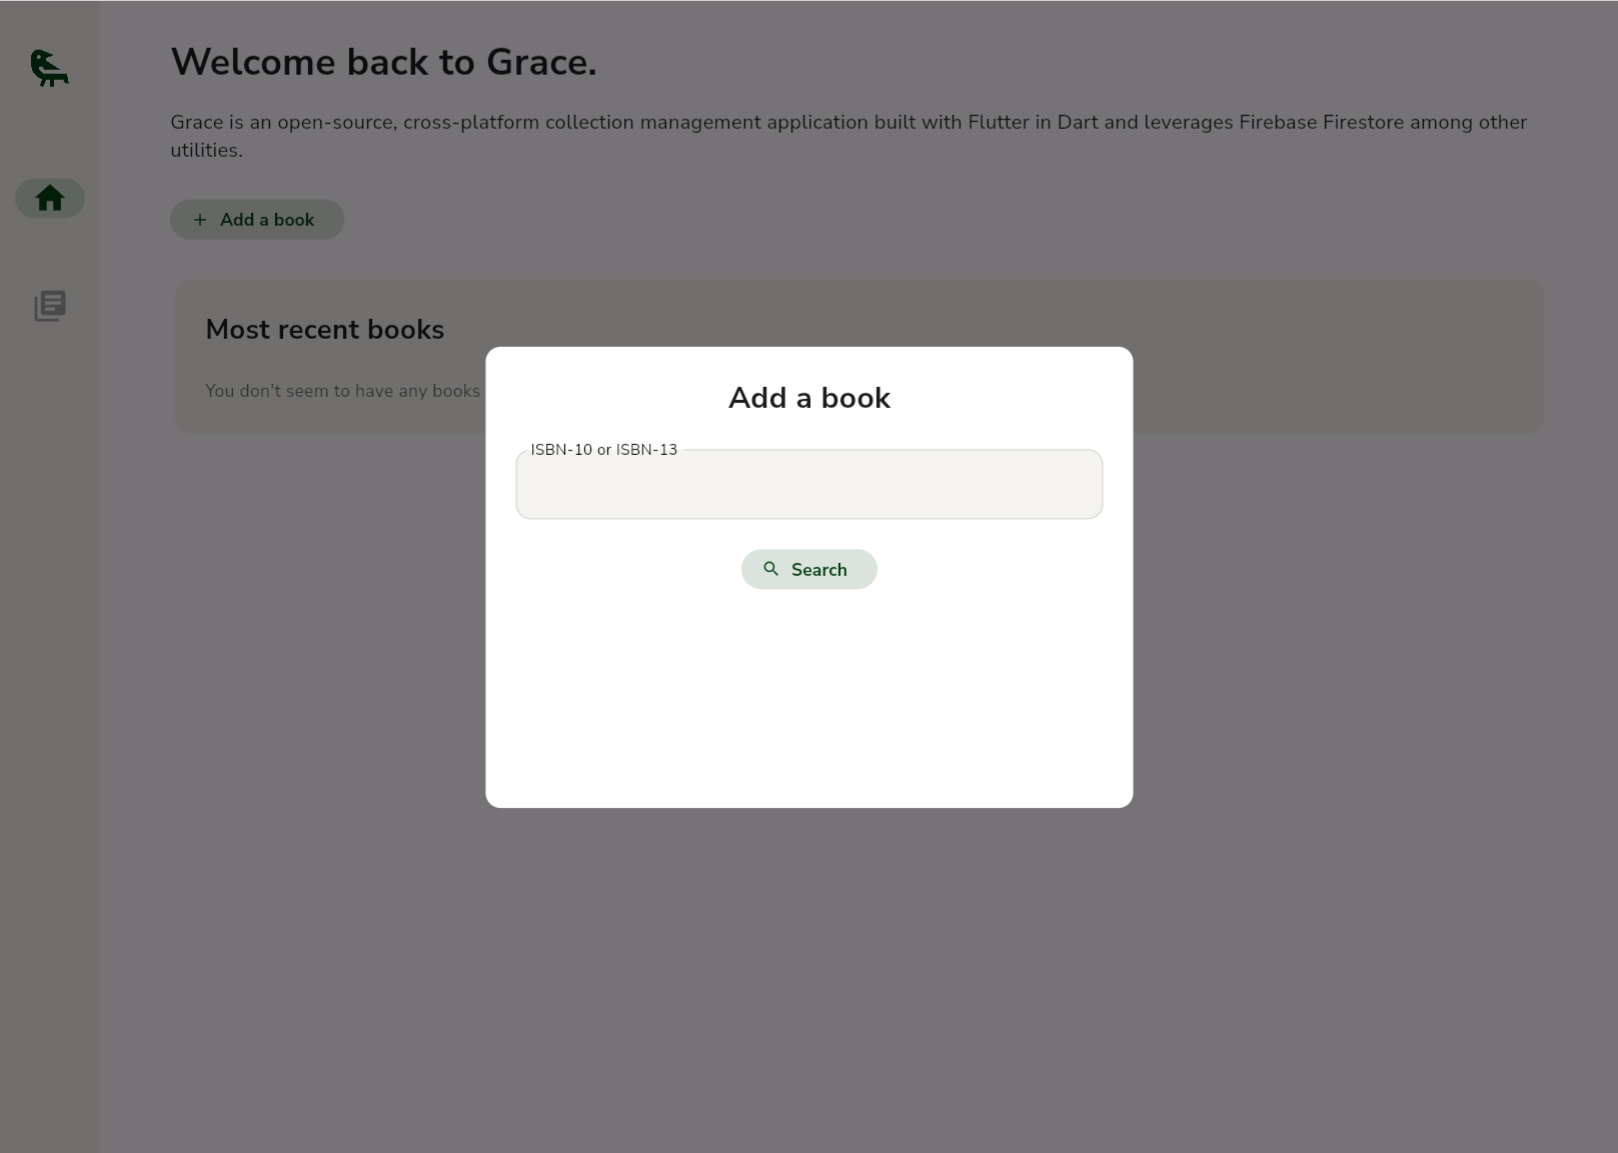 Welcome back to Grace.
Grace is an open-source, cross-platform collection management application built with Flutter in Dart and leverages Firebase Firestore among other
utilities.
Add a book
Most recent books
You don't seem to have any books
Add a book
ISBN-10 or ISBN-13
Search